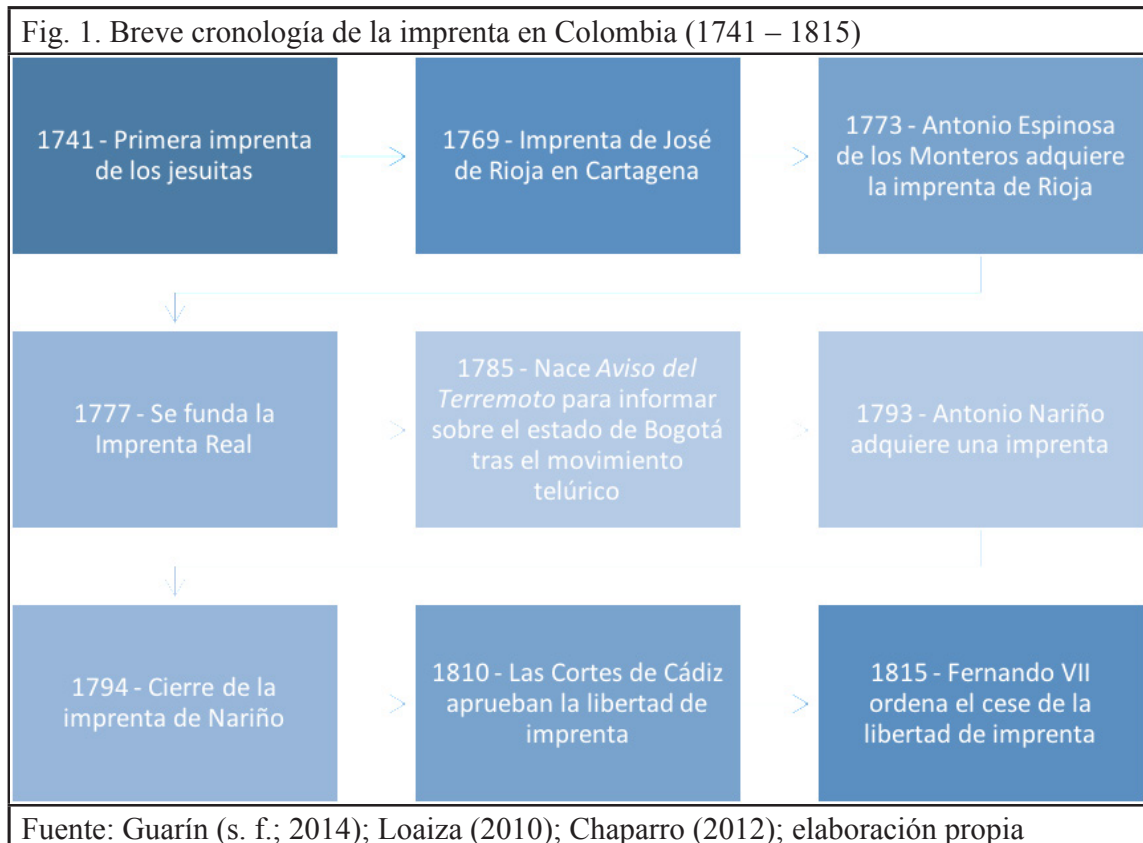 Fig. 1. Breve cronología de la imprenta en Colombia (1741 – 1815)
1741 - Primera imprenta
de los jesuitas
1769 - Imprenta de José
de Rioja en Cartagena
1773 - Antonio Espinosa
de los Monteros adquiere
la imprenta de Rioja
1777 - Se funda la
Imprenta Real
1785 - Nace Aviso del
Terremoto para informar
sobre el estado de Bogotá
tras el movimiento
telúrico
1793 - Antonio Nariño
adquiere una imprenta
1794 - Cierre de la
imprenta de Nariño
1810 - Las Cortes de Cádiz
aprueban la libertad de
imprenta
1815 - Fernando VII
ordena el cese de la
libertad de imprenta
Fuente: Guarín (s. f.; 2014); Loaiza (2010); Chaparro (2012); elaboración propia